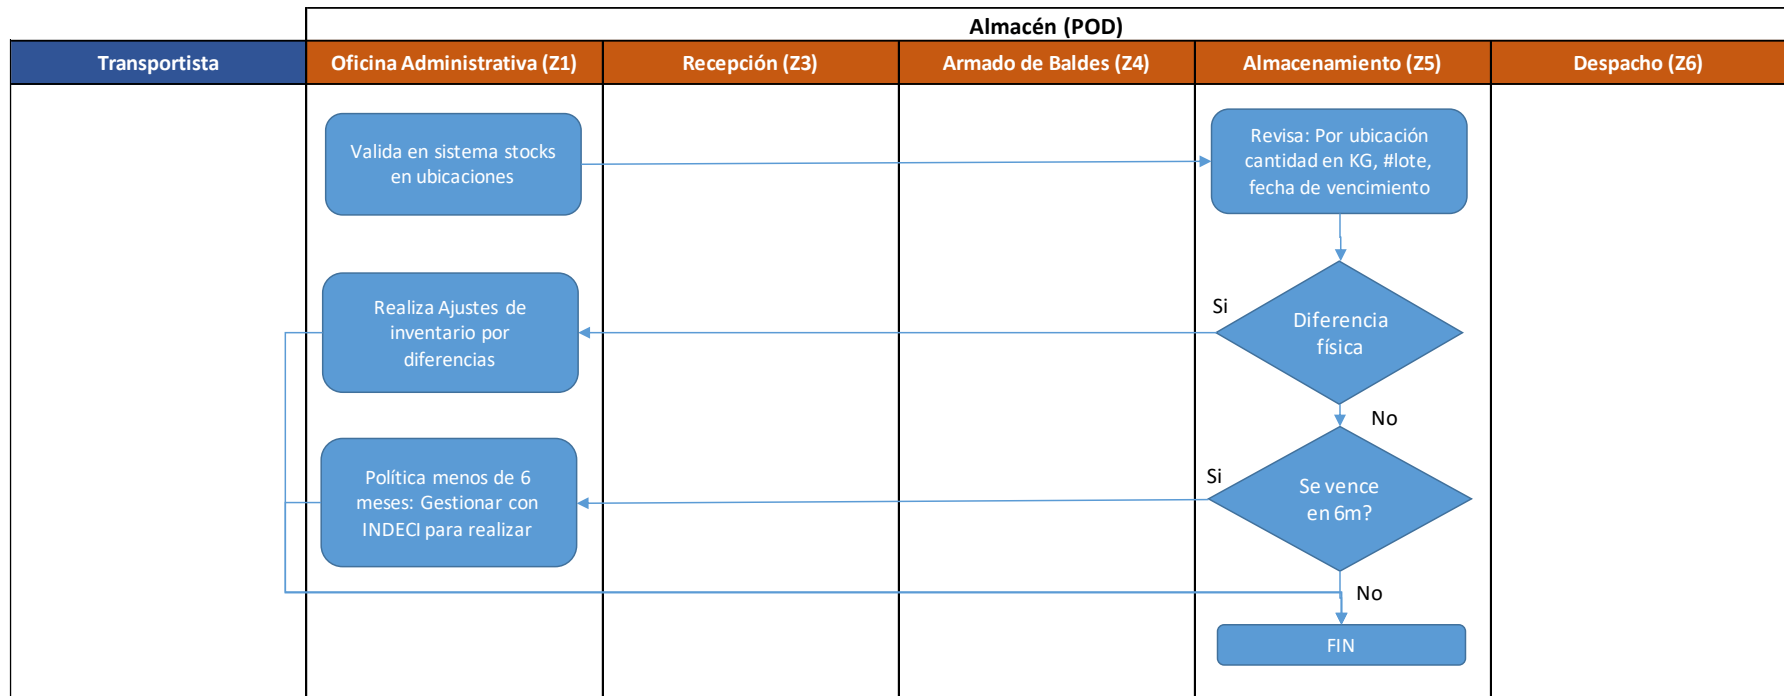 Almacén (POD)
Transportista
Oficina Administrativa (Z1)
Recepción (Z3)
Armado de Baldes (Z4)
Almacenamiento (Z5)
Despacho (Z6)
Valida en sistema stocks
en ubicaciones
Revisa: Por ubicación
cantidad en KG, #lote,
fecha de vencimiento
Realiza Ajustes de
inventario por
diferencias
Si
Diferencia
física
No
Política menos de 6
meses: Gestionar con
INDECI para realizar
Si
Se vence
en 6m?
No
FIN